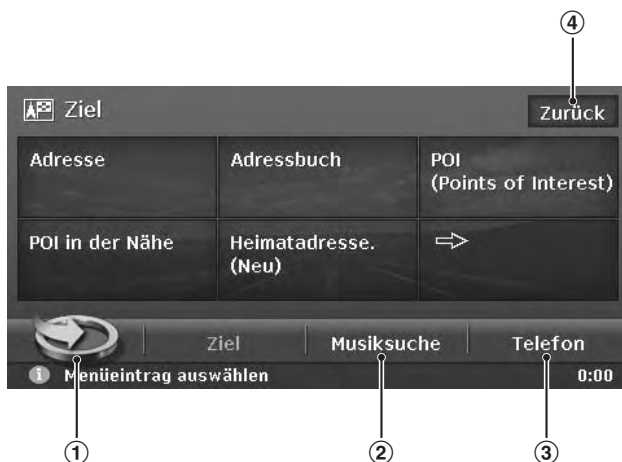 ④
Ziel
Zurück
Adresse
Adressbuch
POI
(Points of Interest)
POI in der Nähe
Heimatadresse.
(Neu)
Ziel
Musiksuche
Telefon
Menüeintrag auswählen
0:00
①
②
③